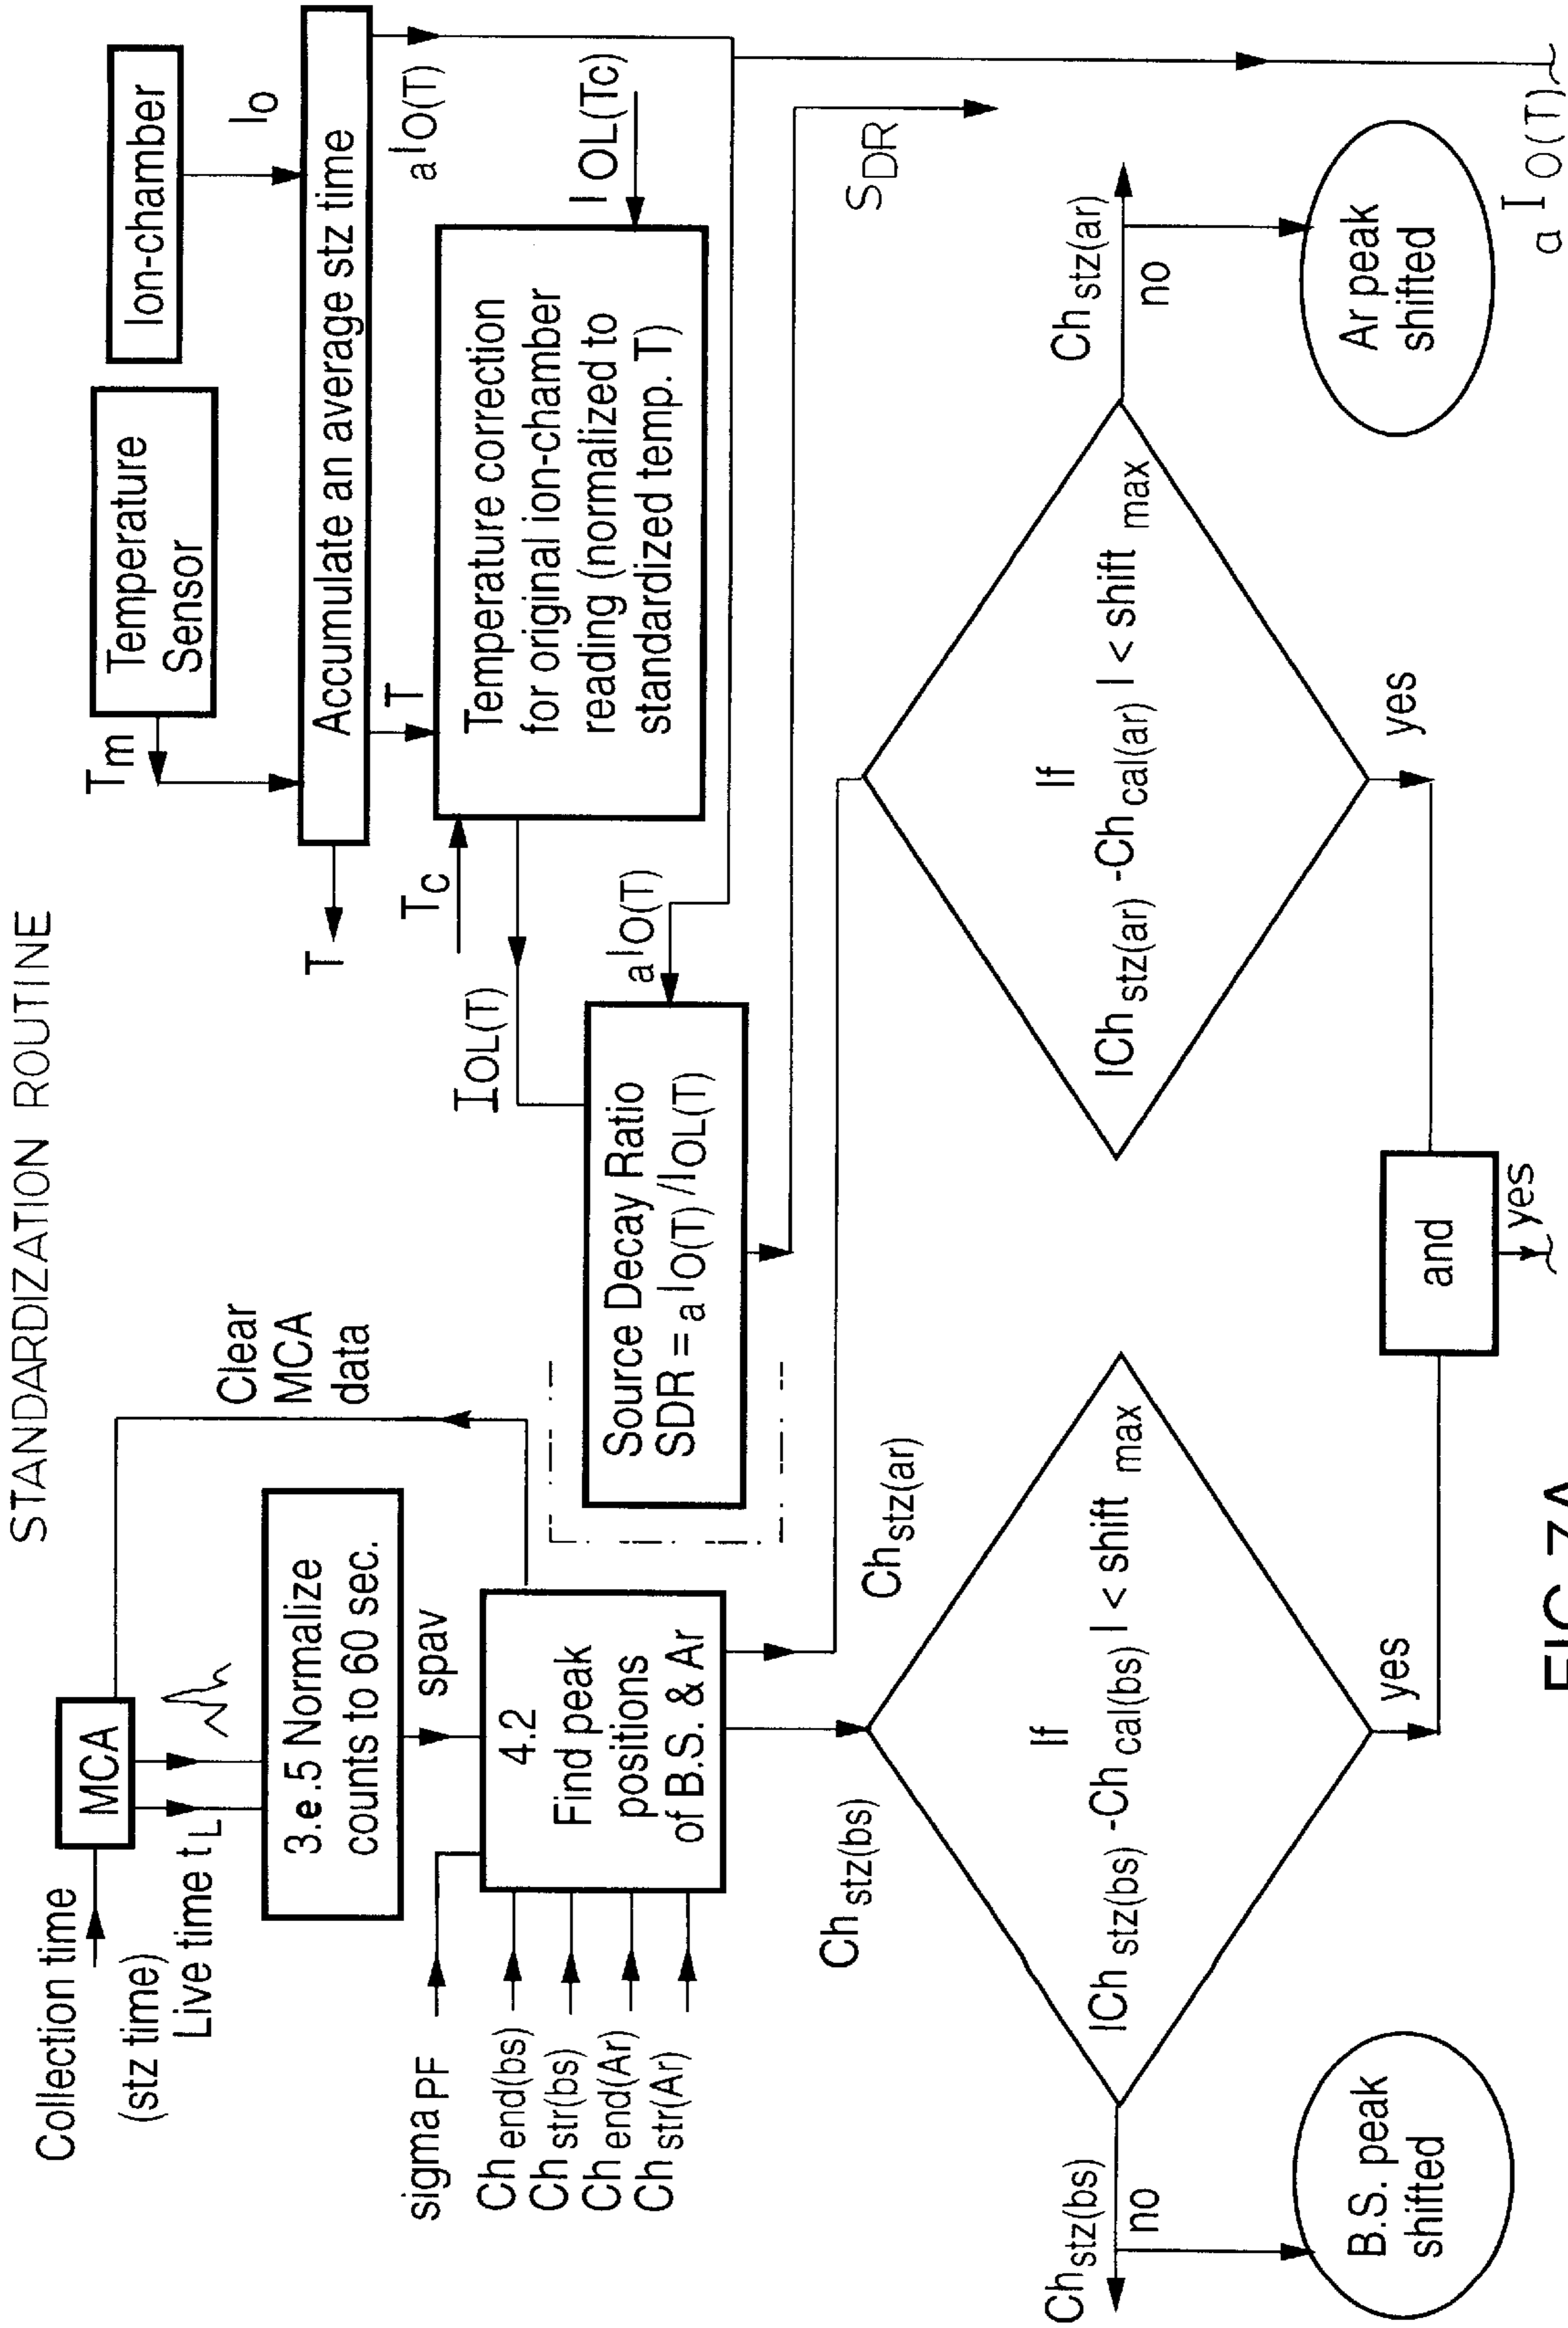 STANDARDIZATION ROUTINE
Collection time
(stz time)
MCA
Live time tL
Clear
MCA
data
3.e.5 Normalize
counts to 60 sec.
spav
sigma PF
Ch end(bs)
Ch str(bs)
Ch end(Ar)
Ch str(Ar)
4.2
Find peak
positions
of B.S. & Ar
Temperature
Sensor
Ion-chamber
Tm
IO
Accumulate an average stz time
T
T
aIO(T)
TC
Temperature correction
for original ion-chamber
reading (normalized to
standardized temp. T)
I OL(Tc)
IOL(T)
aIO(T)
Source Decay Ratio
SDR = aIO(T) /IOL(T)
SDR
Ch stz(bs)
Ch stz(ar)
If
ICh stz(bs) -Ch cal(bs) I < shift max
If
ICh stz(ar) -Ch cal(ar) I < shift max
Ch stz(bs)
no
B.S. peak
shifted
yes
yes
Ch stz(ar)
no
Ar peak
shifted
and
yes
a I O(T)